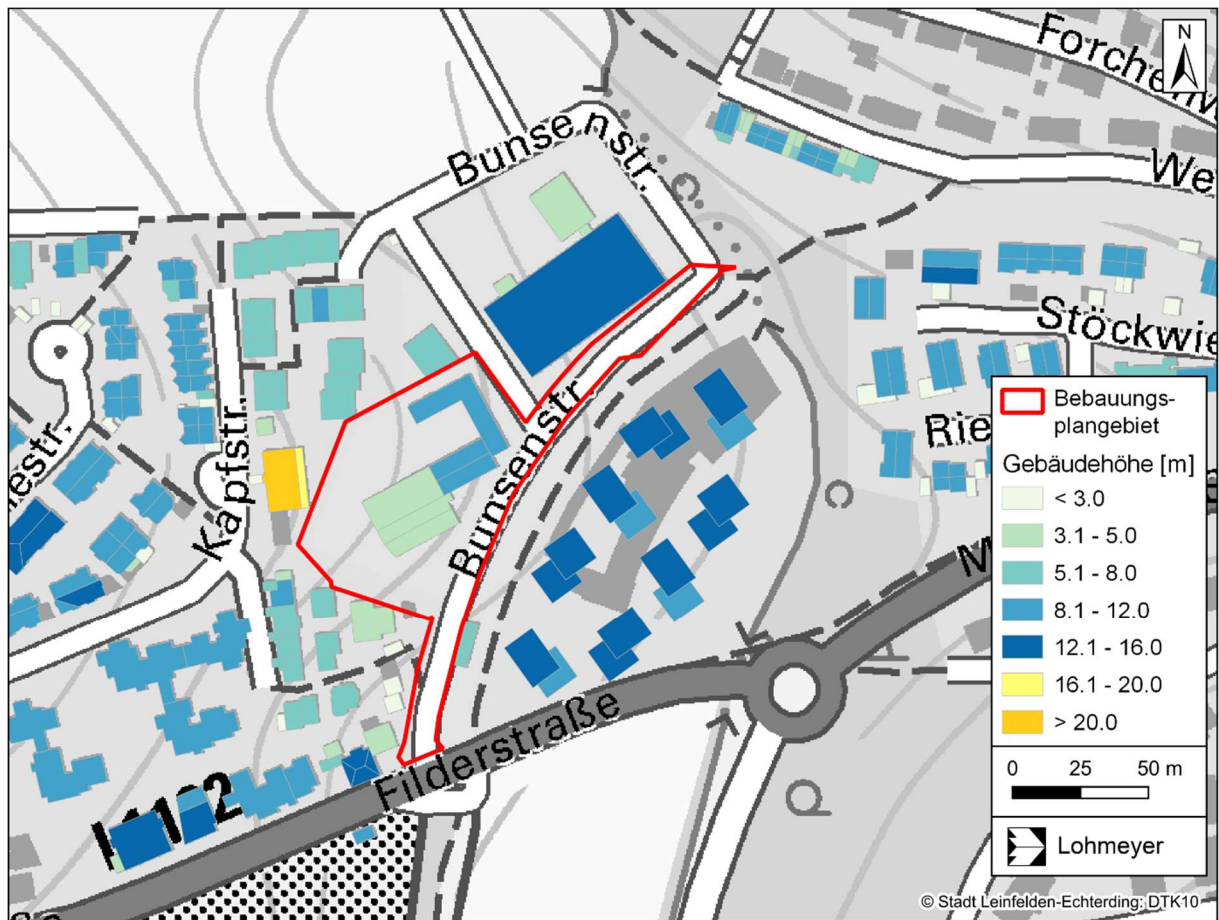 N
Bunsenstr.
Stöckwie
Bebauungs-
plangebiet
Gebäudehöhe [m]
< 3.0
3.1 - 5.0
5.1 - 8.0
8.1 - 12.0
12.1 - 16.0
16.1 - 20.0
> 20.0
0 25 50 m
Lohmeyer
Rie
We
Kapfstr.
Bunsenstr.
Filderstraße
© Stadt Leinfelden-Echterding: DTK10